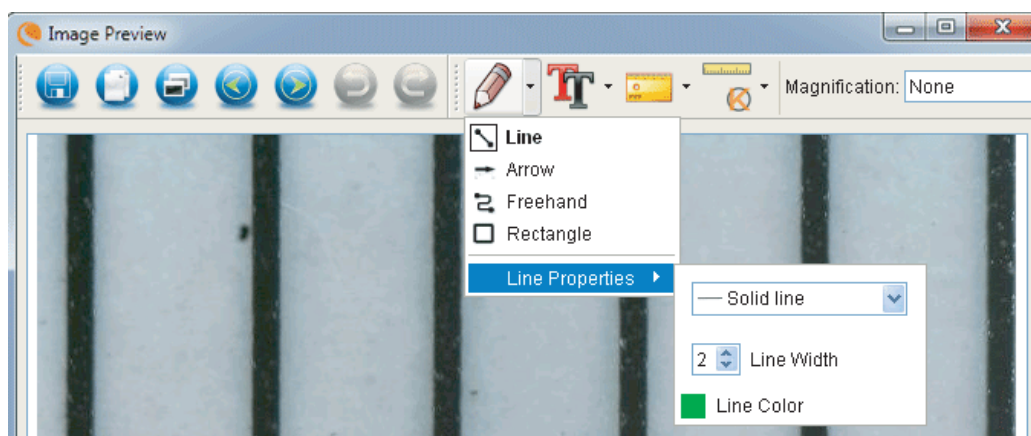 Image Preview
Magnification: None
Line
Arrow
Freehand
Rectangle
Line Properties
Solid line
2 Line Width
Line Color